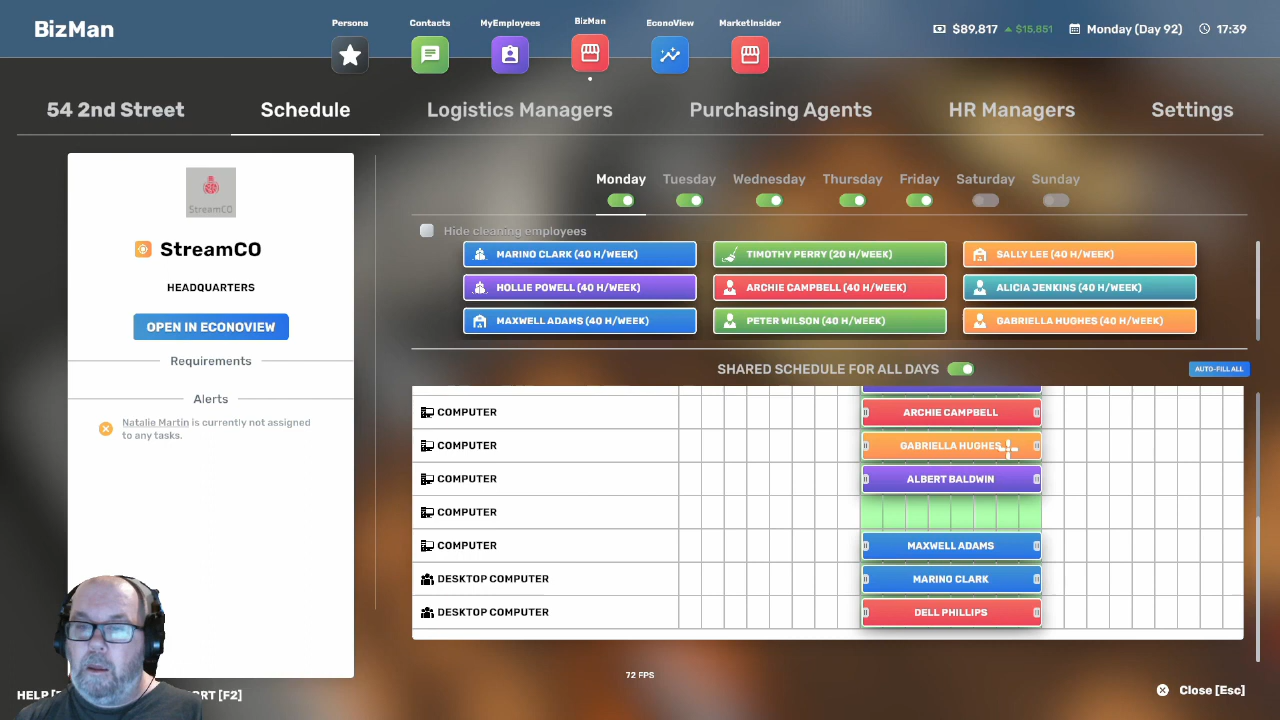 BizMan
Persona
Contacts
MyEmployees
BizMan
EconoView
MarketInsider
$89,817
$15,851
Monday (Day 92)
17:39
54 2nd Street
Schedule
Logistics Managers
Purchasing Agents
HR Managers
Settings
StreamCO
StreamCO
HEADQUARTERS
OPEN IN ECONOVIEW
Requirements
Alerts
Natalie Martin is currently not assigned
to any tasks.
Monday
Tuesday
Wednesday
Thursday
Friday
Saturday
Sunday
Hide cleaning employees
MARINO CLARK (40 H/WEEK)
TIMOTHY PERRY (20 H/WEEK)
SALLY LEE (40 H/WEEK)
HOLLIE POWELL (40 H/WEEK)
ARCHIE CAMPBELL (40 H/WEEK)
ALICIA JENKINS (40 H/WEEK)
MAXWELL ADAMS (40 H/WEEK)
PETER WILSON (40 H/WEEK)
GABRIELLA HUGHES (40 H/WEEK)
SHARED SCHEDULE FOR ALL DAYS
AUTO-FILL ALL
COMPUTER
ARCHIE CAMPBELL
COMPUTER
GABRIELLA HUGHES
COMPUTER
ALBERT BALDWIN
COMPUTER
COMPUTER
MAXWELL ADAMS
DESKTOP COMPUTER
MARINO CLARK
DESKTOP COMPUTER
DELL PHILLIPS
72 FPS
HELP
[F2]
Close [Esc]